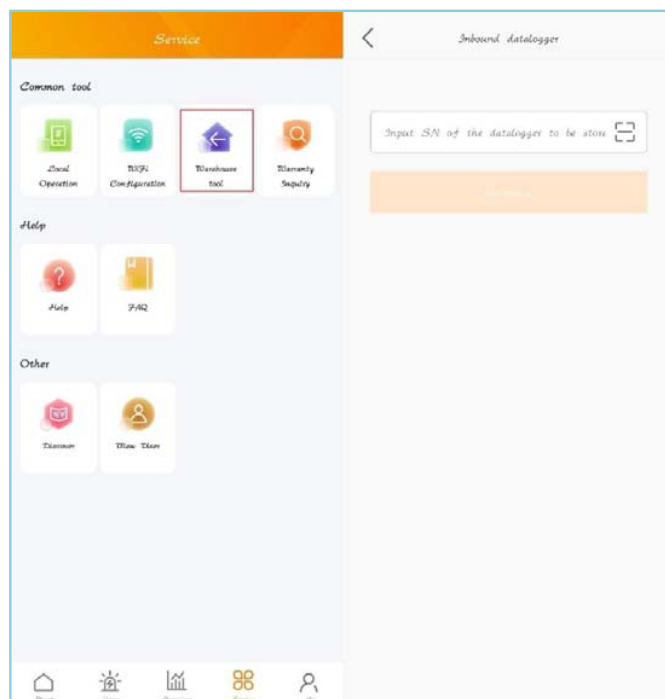 Service
Inbound datalogger
Common tool
Input SN of the datalogger to be store
Local
Operation
WiFi
Configuration
Warehouse
tool
Warranty
Inquiry
Help
Help
FAQ
Other
Discover